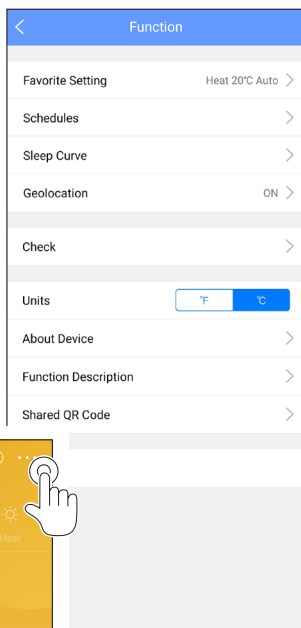 Function
Favorite Setting Heat 20°C Auto
Schedules
Sleep Curve
Geolocation ON
Check
Units °F °C
About Device
Function Description
Shared QR Code
Heet